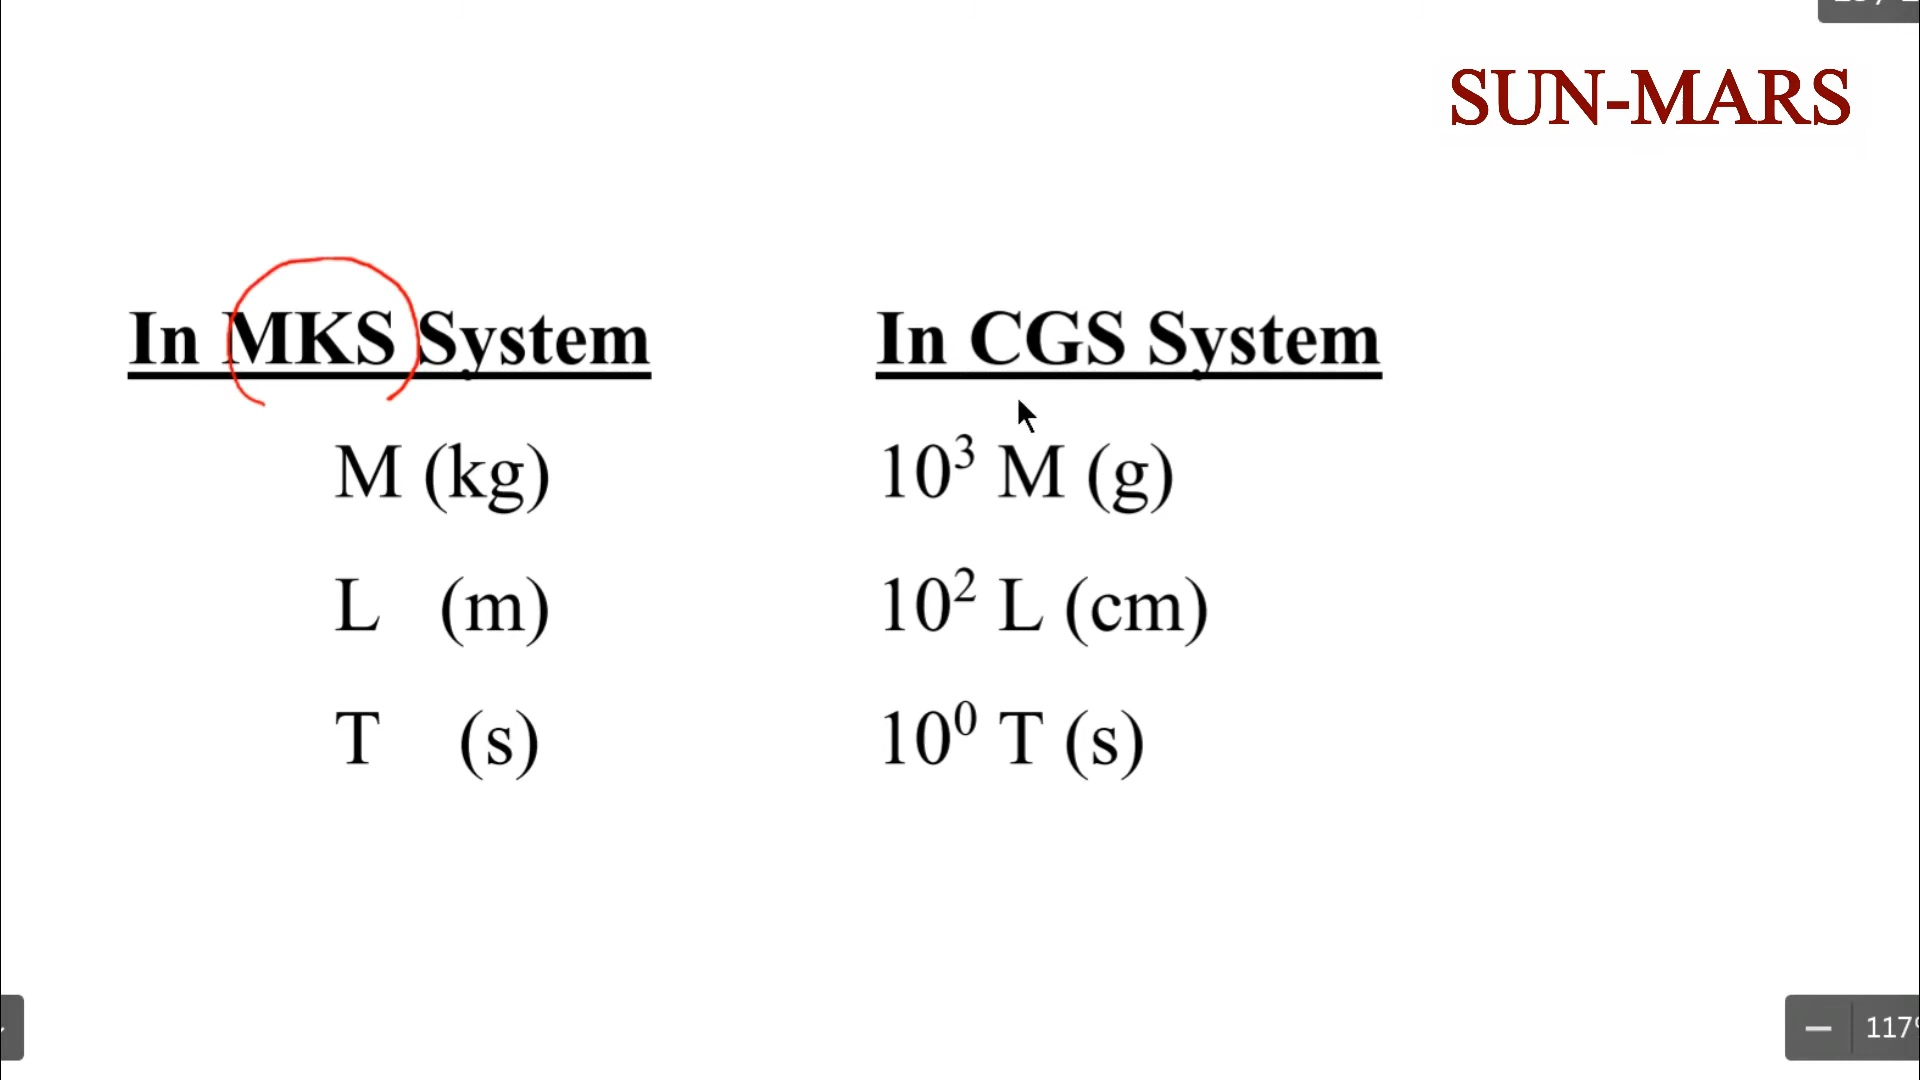 SUN-MARS
In MKS System
In CGS System
M (kg)
10³ M (g)
L (m)
10² L (cm)
T (s)
10⁰ T (s)
117